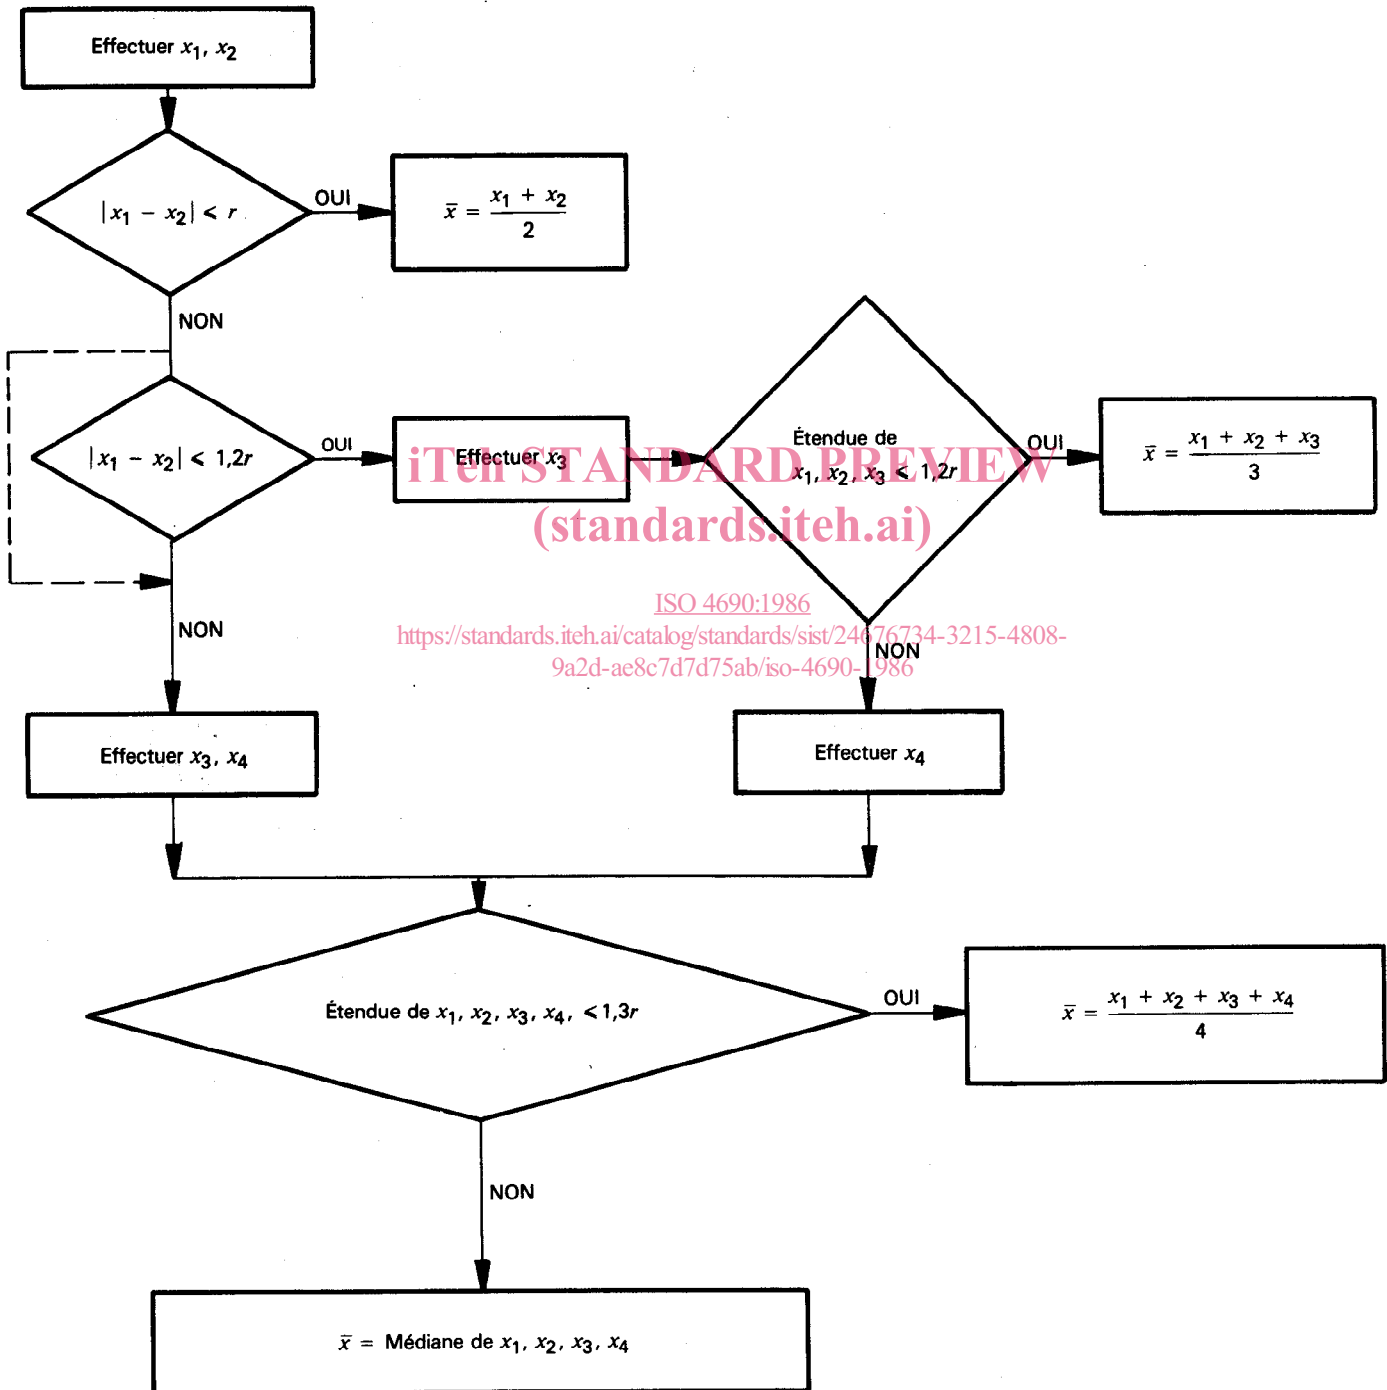 Effectuer x₁, x₂
|x₁ − x₂| < r
OUI
x̄ = (x₁ + x₂) / 2
NON
|x₁ − x₂| < 1,2r
OUI
Effectuer x₃
Étendue de
x₁, x₂, x₃ < 1,2r
OUI
x̄ = (x₁ + x₂ + x₃) / 3
iTeh STANDARD PREVIEW
(standards.iteh.ai)
ISO 4690:1986
https://standards.iteh.ai/catalog/standards/sist/24676734-3215-4808-
9a2d-ae8c7d7d75ab/iso-4690-1986
NON
NON
Effectuer x₃, x₄
Effectuer x₄
Étendue de x₁, x₂, x₃, x₄, < 1,3r
OUI
x̄ = (x₁ + x₂ + x₃ + x₄) / 4
NON
x̄ = Médiane de x₁, x₂, x₃, x₄